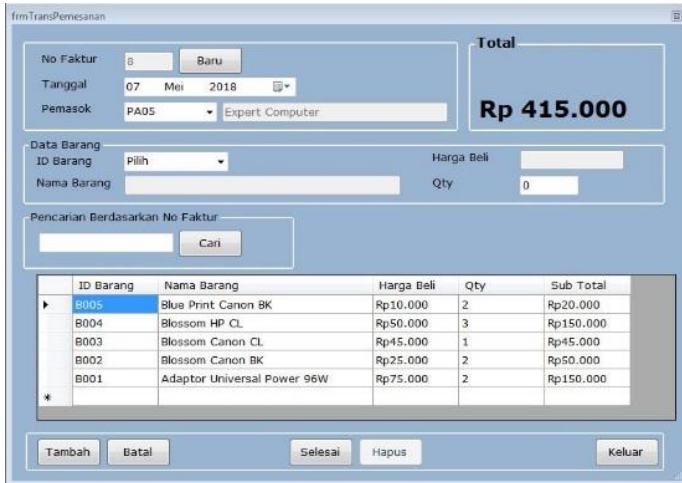 frmTransPemesanan
No Faktur 8 Baru
Tanggal 07 Mei 2018
Pemasok PA05 Expert Computer
Total
Rp 415.000
Data Barang
ID Barang Pilih Harga Beli
Nama Barang Qty 0
Pencarian Berdasarkan No Faktur
Cari
ID Barang Nama Barang Harga Beli Qty Sub Total
B005 Blue Print Canon BK Rp10.000 2 Rp20.000
B004 Blossom HP CL Rp50.000 3 Rp150.000
B003 Blossom Canon CL Rp45.000 1 Rp45.000
B002 Blossom Canon BK Rp25.000 2 Rp50.000
B001 Adaptor Universal Power 96W Rp75.000 2 Rp150.000
Tambah Batal Selesai Hapus Keluar